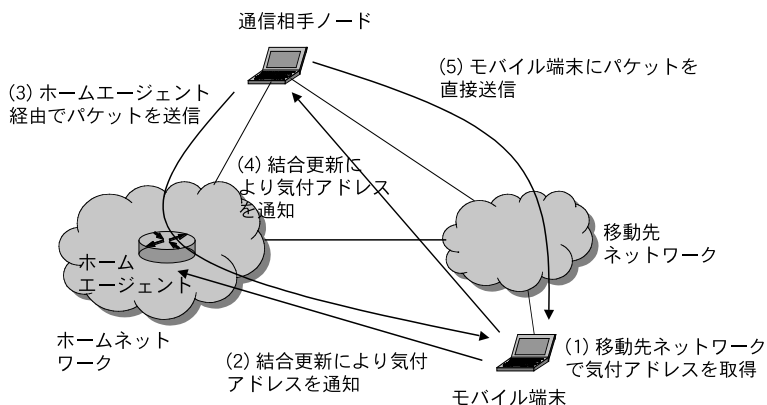 通信相手ノード
(3) ホームエージェント
経由でパケットを送信
(5) モバイル端末にパケットを
直接送信
(4) 結合更新に
より気付アドレス
を通知
移動先
ネットワーク
ホーム
エージェント
ホームネット
ワーク
(2) 結合更新により気付
アドレスを通知
(1) 移動先ネットワーク
で気付アドレスを取得
モバイル端末